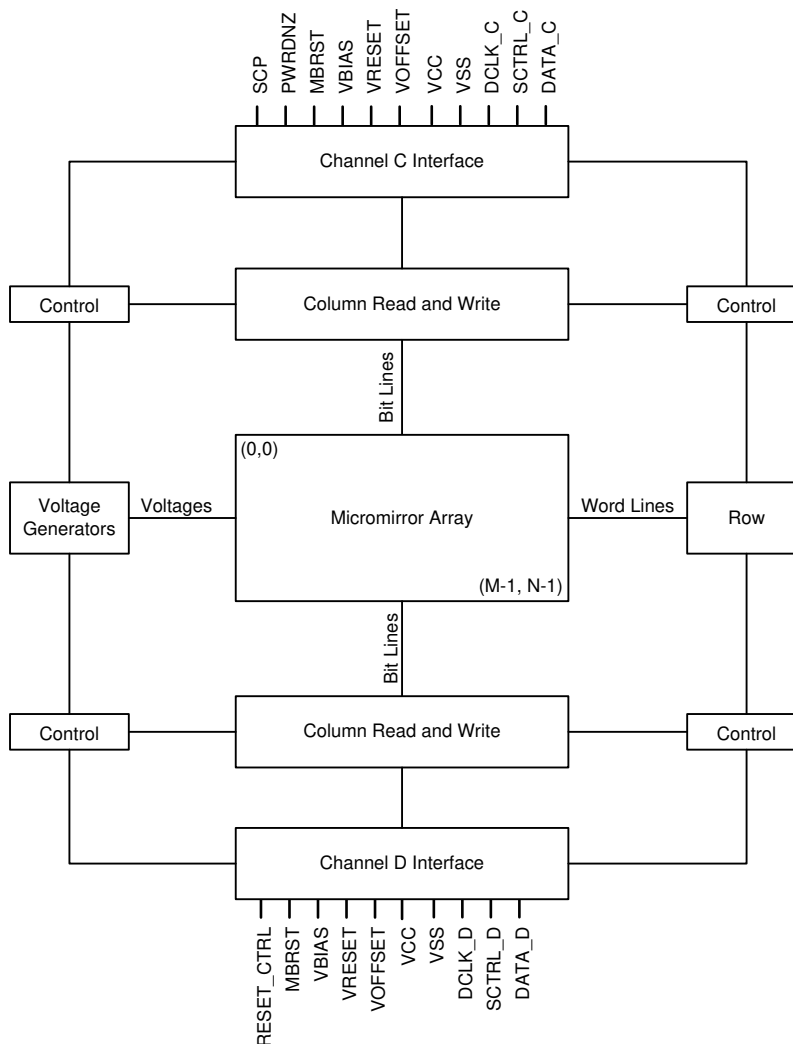 SCP
PWRDNZ
MBRST
VBIAS
VRESET
VOFFSET
VCC
VSS
DCLK_C
SCTRL_C
DATA_C
Channel C Interface
Control
Column Read and Write
Control
Bit Lines
(0,0)
Voltage
Generators
Voltages
Micromirror Array
Word Lines
Row
(M-1, N-1)
Bit Lines
Control
Column Read and Write
Control
Channel D Interface
RESET_CTRL
MBRST
VBIAS
VRESET
VOFFSET
VCC
VSS
DCLK_D
SCTRL_D
DATA_D